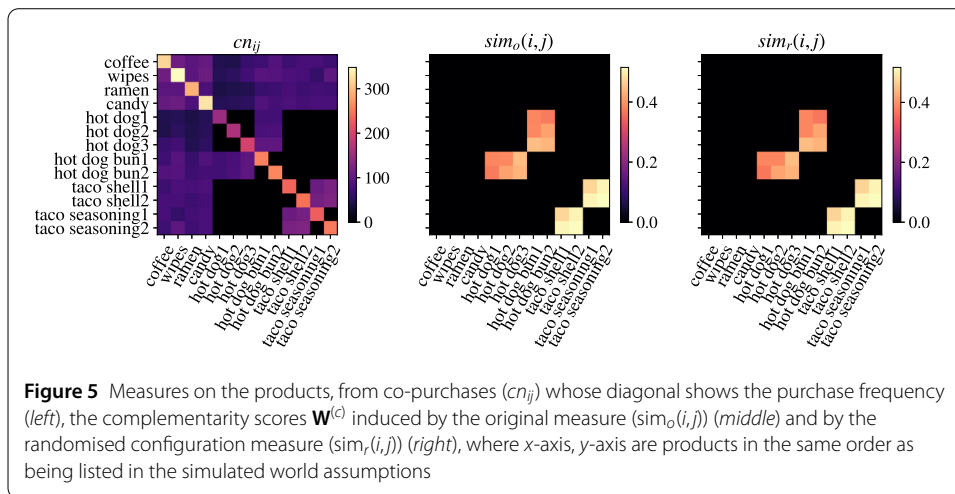 cn_ij
sim_o(i, j)
sim_r(i, j)
coffee
wipes
ramen
candy
hot dog1
hot dog2
hot dog3
hot dog bun1
hot dog bun2
taco shell1
taco shell2
taco seasoning1
taco seasoning2
300
200
100
0
0.4
0.2
0.0
0.4
0.2
0.0
coffee
wipes
ramen
candy
hot dog1
hot dog2
hot dog3
hot dog bun1
hot dog bun2
taco shell1
taco shell2
taco seasoning1
taco seasoning2
coffee
wipes
ramen
candy
hot dog1
hot dog2
hot dog3
hot dog bun1
hot dog bun2
taco shell1
taco shell2
taco seasoning1
taco seasoning2
coffee
wipes
ramen
candy
hot dog1
hot dog2
hot dog3
hot dog bun1
hot dog bun2
taco shell1
taco shell2
taco seasoning1
taco seasoning2
Figure 5 Measures on the products, from co-purchases (cn_ij) whose diagonal shows the purchase frequency
(left), the complementarity scores W^(c) induced by the original measure (sim_o(i,j)) (middle) and by the
randomised configuration measure (sim_r(i,j)) (right), where x-axis, y-axis are products in the same order as
being listed in the simulated world assumptions